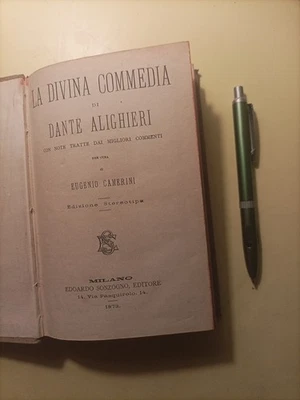 LA DIVINA COMMEDIA
DI
DANTE ALIGHIERI
CON NOTE TRATTE DAI MIGLIORI COMMENTI
PER CURA
DI
EUGENIO CAMERINI
Edizione Stereotipa
ES
MILANO
EDOARDO SONZOGNO, EDITORE
14, Via Pasquirolo, 14.